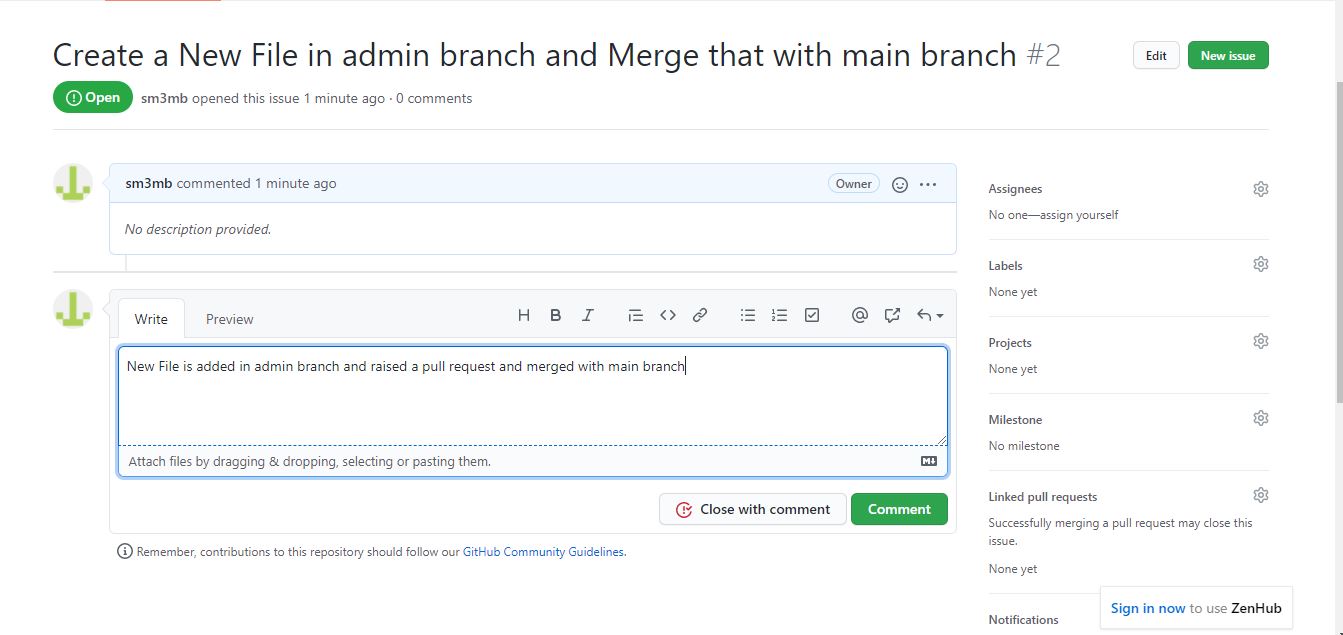 Create a New File in admin branch and Merge that with main branch #2
Edit
New issue
Open
sm3mb opened this issue 1 minute ago · 0 comments
sm3mb commented 1 minute ago
Owner
No description provided.
Write
Preview
New File is added in admin branch and raised a pull request and merged with main branch
Attach files by dragging & dropping, selecting or pasting them.
Close with comment
Comment
Remember, contributions to this repository should follow our GitHub Community Guidelines.
Assignees
No one—assign yourself
Labels
None yet
Projects
None yet
Milestone
No milestone
Linked pull requests
Successfully merging a pull request may close this
issue.
None yet
Notifications
Sign in now to use ZenHub